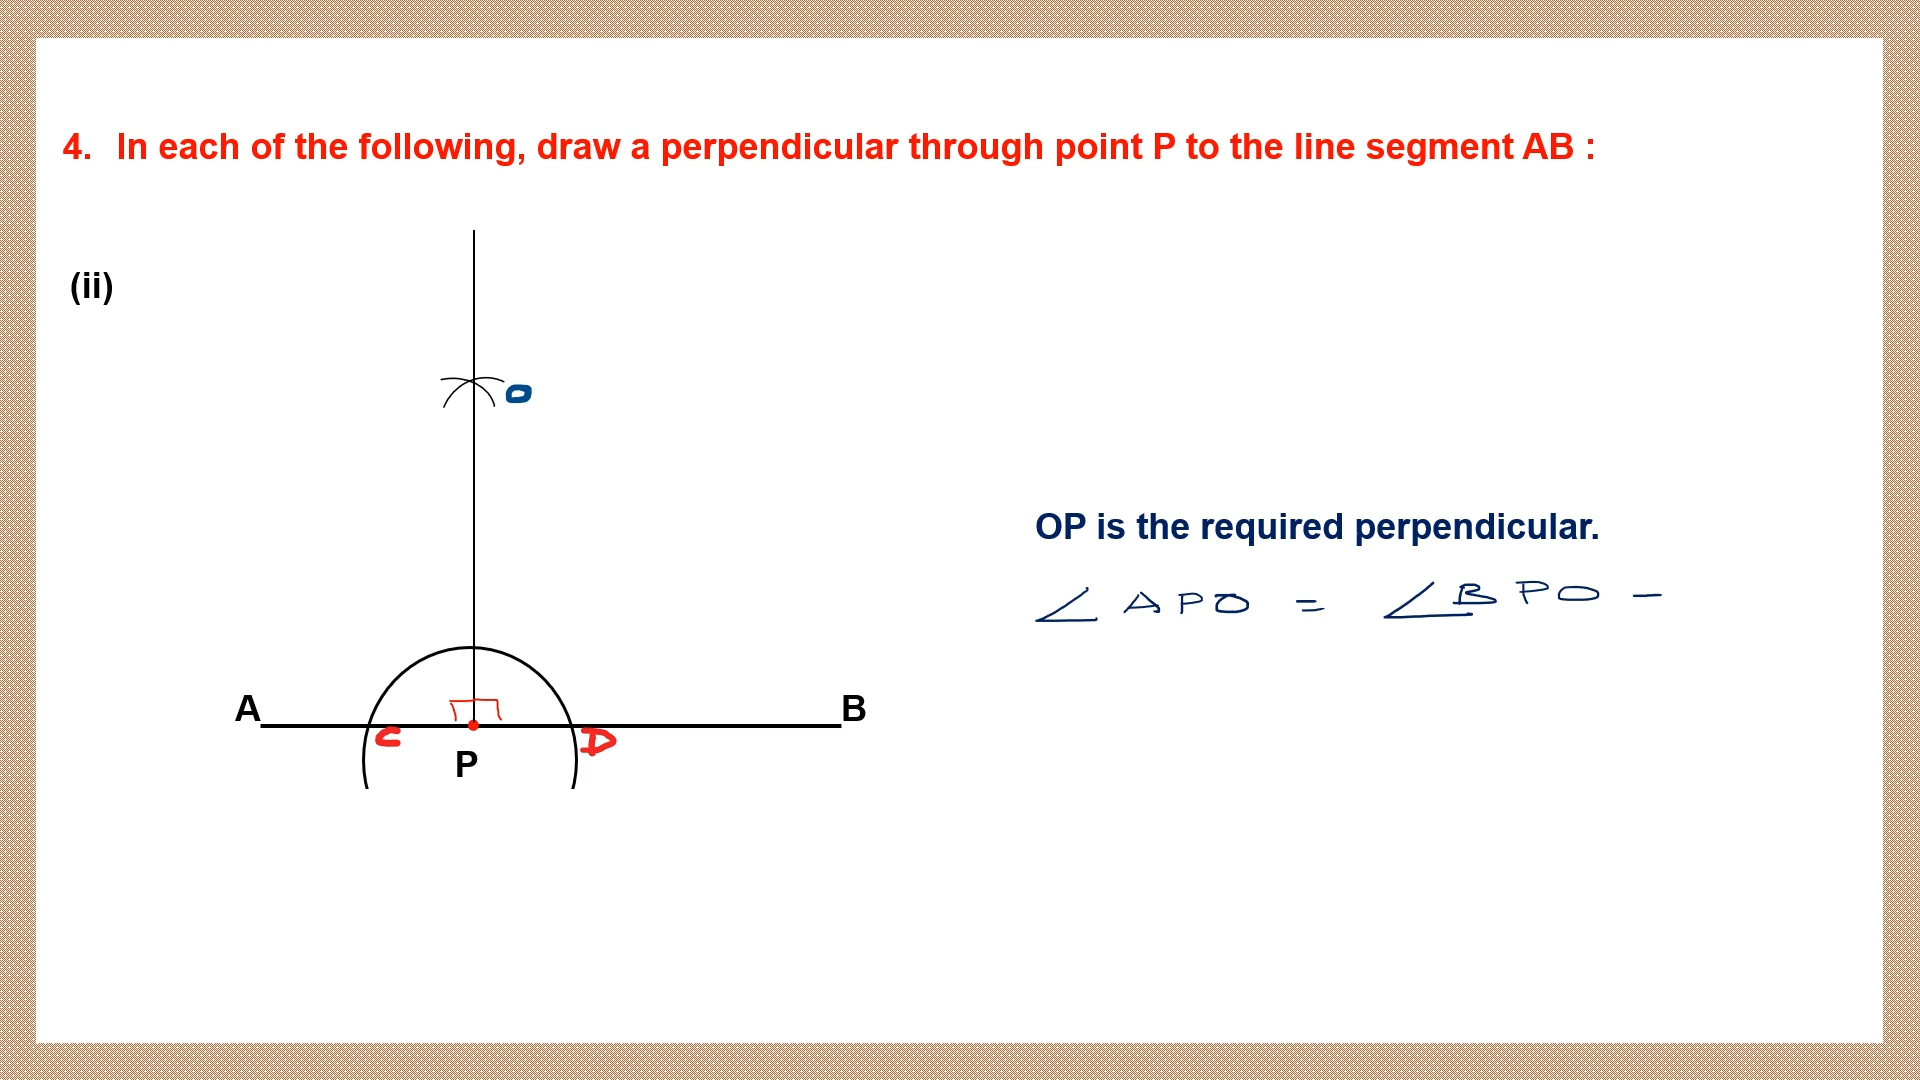 4. In each of the following, draw a perpendicular through point P to the line segment AB :
(ii)
O
OP is the required perpendicular.
∠ APO = ∠BPO –
A
B
C
D
P